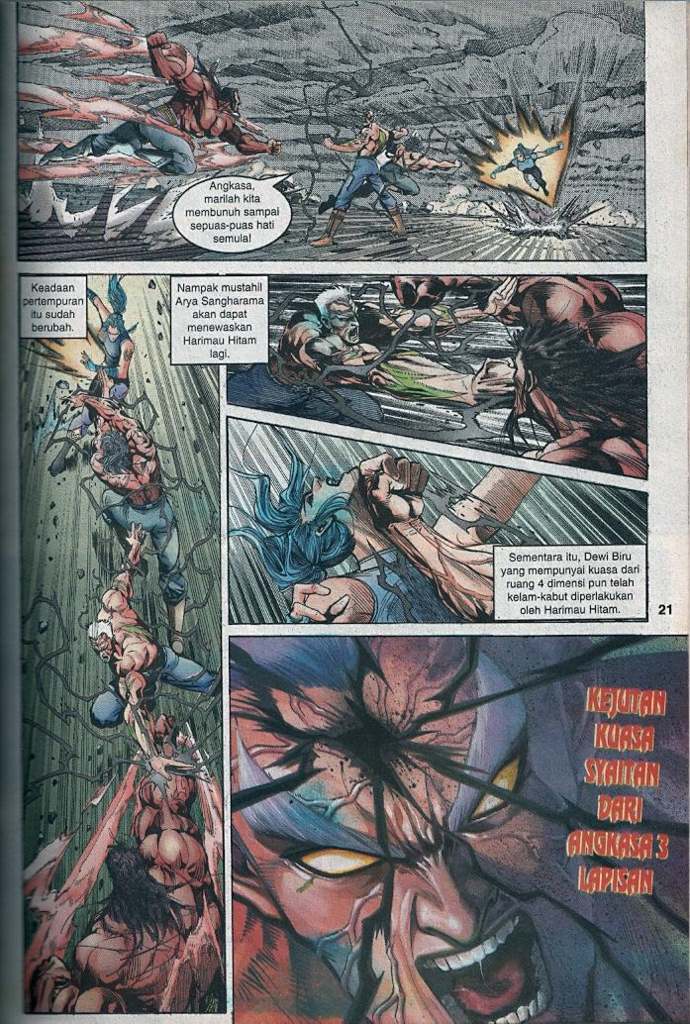 Angkasa,
marilah kita
membunuh sampai
sepuas-puas hati
semula!
Keadaan
pertempuran
itu sudah
berubah.
Nampak mustahil
Arya Sangharama
akan dapat
menewaskan
Harimau Hitam
lagi.
Sementara itu, Dewi Biru
yang mempunyai kuasa dari
ruang 4 dimensi pun telah
kelam-kabut diperlakukan
oleh Harimau Hitam.
21
KEJUTAN
KUASA
SYAITAN
DARI
ANGKASA 3
LAPISAN